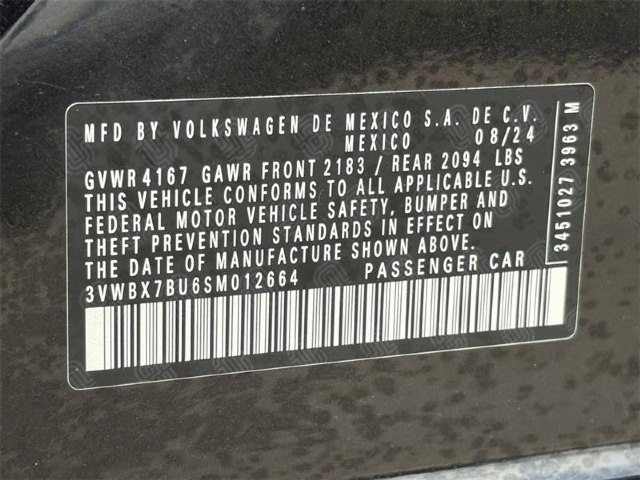 MFD BY VOLKSWAGEN DE MEXICO S.A. DE C.V.
MEXICO 08/24
GVWR 4167 GAWR FRONT 2183 / REAR 2094 LBS
THIS VEHICLE CONFORMS TO ALL APPLICABLE U.S.
FEDERAL MOTOR VEHICLE SAFETY, BUMPER AND
THEFT PREVENTION STANDARDS IN EFFECT ON
THE DATE OF MANUFACTURE SHOWN ABOVE.
3VWBX7BU6SM012664 PASSENGER CAR
3451027 3963 M